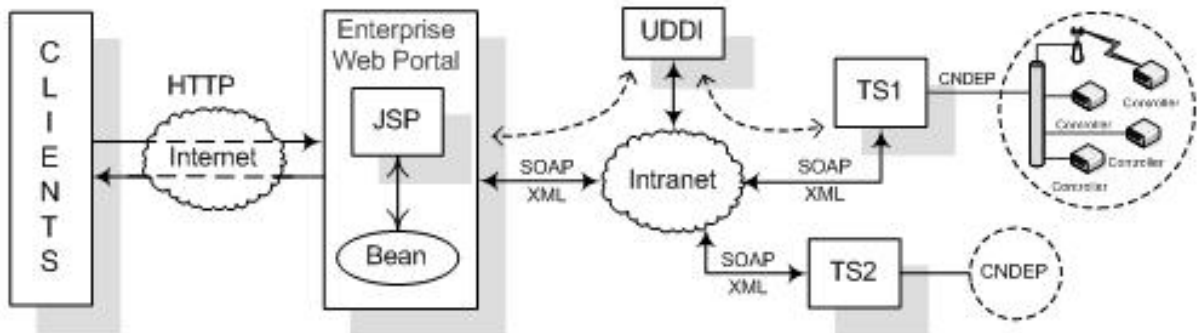 CLIENTS
HTTP
Internet
Enterprise
Web Portal
JSP
Bean
SOAP
XML
UDDI
Intranet
SOAP
XML
TS1
CNDEP
Controller
Controller
Controller
Controller
SOAP
XML
TS2
CNDEP